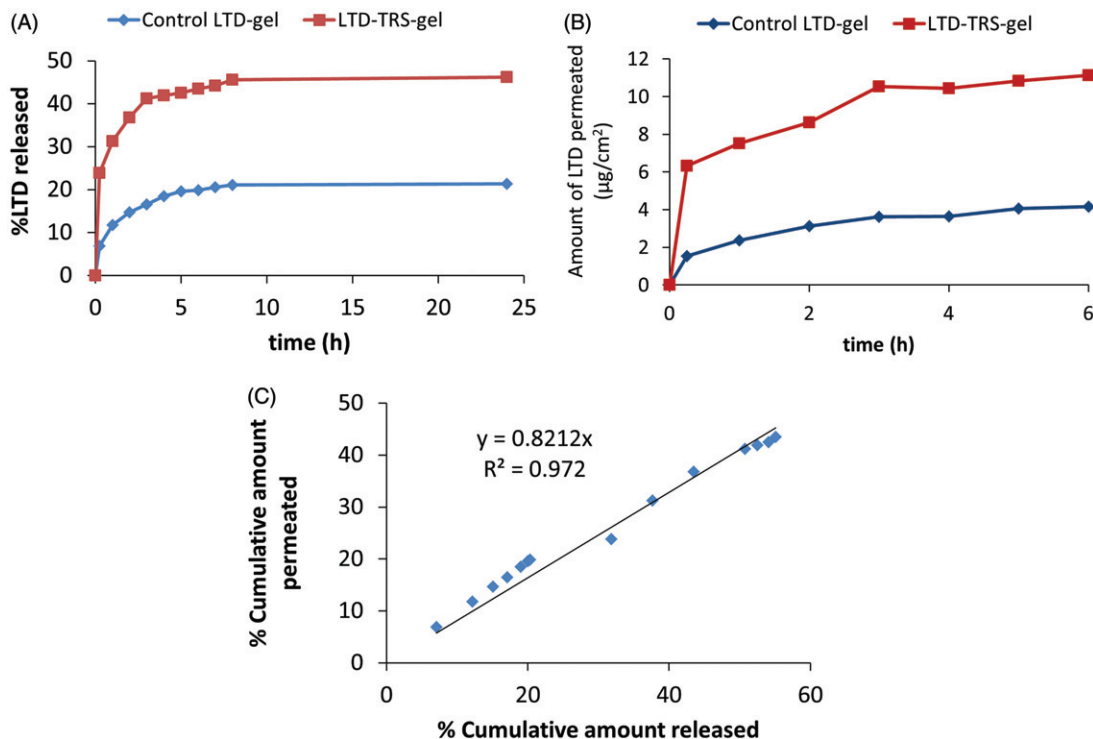 (A)
Control LTD-gel
LTD-TRS-gel
%LTD released
50
40
30
20
10
0
0 5 10 15 20 25
time (h)
(B)
Control LTD-gel
LTD-TRS-gel
Amount of LTD permeated
(µg/cm²)
12
10
8
6
4
2
0
0 2 4 6
time (h)
(C)
% Cumulative amount
permeated
50
40
30
20
10
0
y = 0.8212x
R² = 0.972
0 20 40 60
% Cumulative amount released